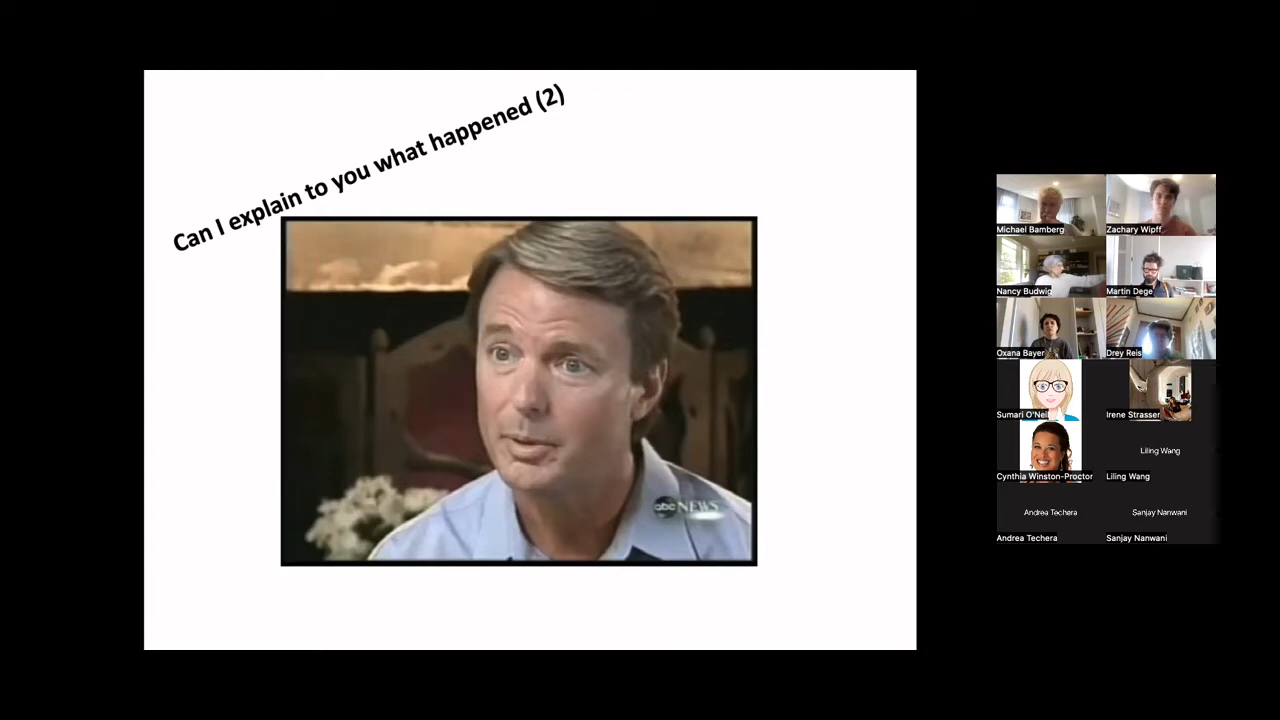 Can I explain to you what happened (2)
abc NEWS
Michael Bamberg
Zachary Wipff
Nancy Budwig
Martin Dege
Oxana Bayer
Drey Reis
Sumari O'Neil
Irene Strasser
Cynthia Winston-Proctor
Liling Wang
Liling Wang
Andrea Techera
Sanjay Nanwani
Andrea Techera
Sanjay Nanwani